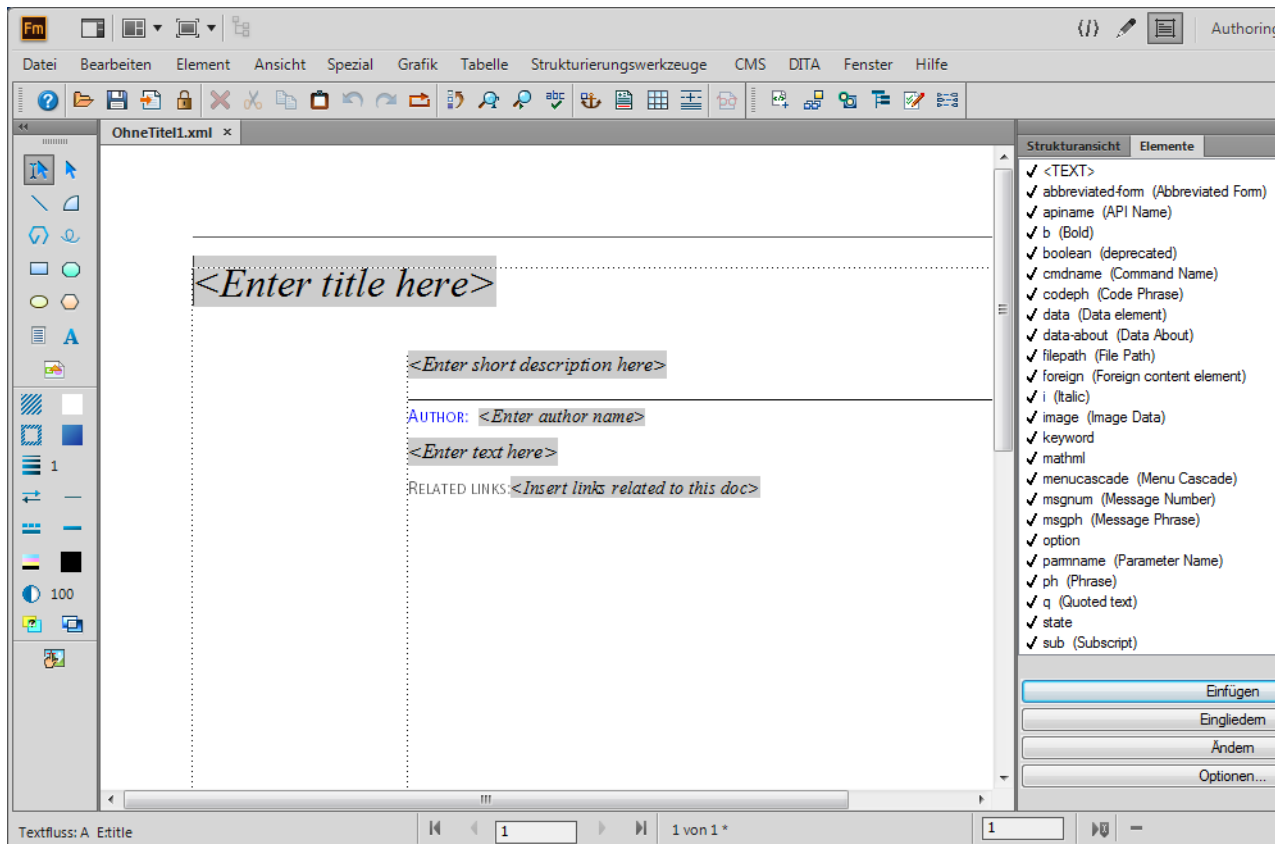 Fm
Authoring
Datei Bearbeiten Element Ansicht Spezial Grafik Tabelle Strukturierungswerkzeuge CMS DITA Fenster Hilfe
OhneTitel1.xml ×
<Enter title here>
<Enter short description here>
AUTHOR: <Enter author name>
<Enter text here>
RELATED LINKS:<Insert links related to this doc>
1
100
Strukturansicht Elemente
<TEXT>
abbreviated-form (Abbreviated Form)
apiname (API Name)
b (Bold)
boolean (deprecated)
cmdname (Command Name)
codeph (Code Phrase)
data (Data element)
data-about (Data About)
filepath (File Path)
foreign (Foreign content element)
i (Italic)
image (Image Data)
keyword
mathml
menucascade (Menu Cascade)
msgnum (Message Number)
msgph (Message Phrase)
option
parmname (Parameter Name)
ph (Phrase)
q (Quoted text)
state
sub (Subscript)
Einfügen
Eingliedern
Ändern
Optionen...
Textfluss: A E:title
1
1 von 1 *
1